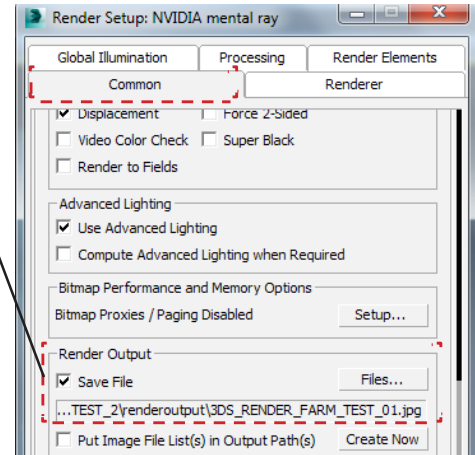 Render Setup: NVIDIA mental ray
Global Illumination Processing Render Elements
Common Renderer
Displacement Force 2-Sided
Video Color Check Super Black
Render to Fields
Advanced Lighting
Use Advanced Lighting
Compute Advanced Lighting when Required
Bitmap Performance and Memory Options
Bitmap Proxies / Paging Disabled Setup...
Render Output
Save File Files...
...TEST_2\renderoutput\3DS_RENDER_FARM_TEST_01.jpg
Put Image File List(s) in Output Path(s) Create Now